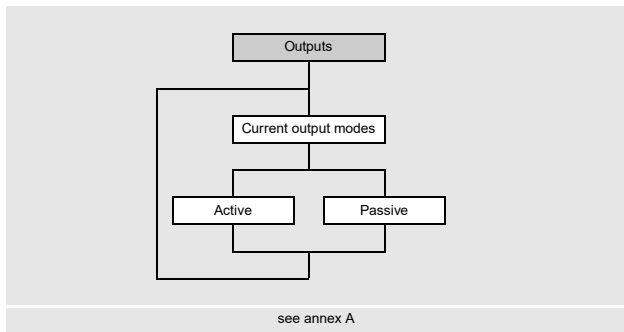 Outputs
Current output modes
Active
Passive
see annex A